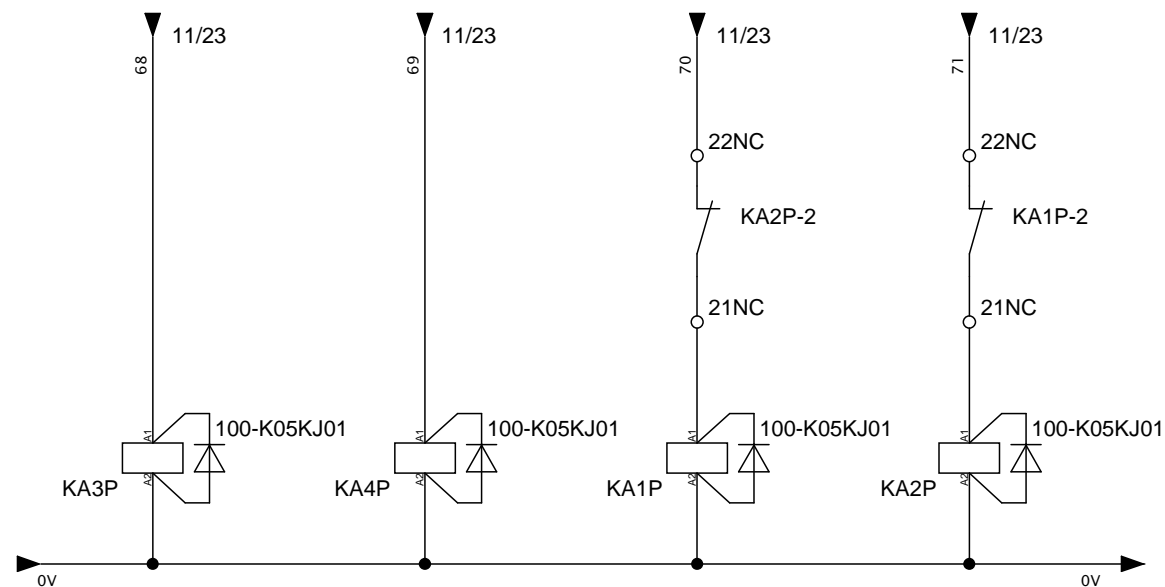 11/23 11/23 11/23 11/23
68 69 70 71
22NC 22NC
KA2P-2 KA1P-2
21NC 21NC
A1 100-K05KJ01 A1 100-K05KJ01 A1 100-K05KJ01 A1 100-K05KJ01
KA3P A2 KA4P A2 KA1P A2 KA2P A2
0V 0V